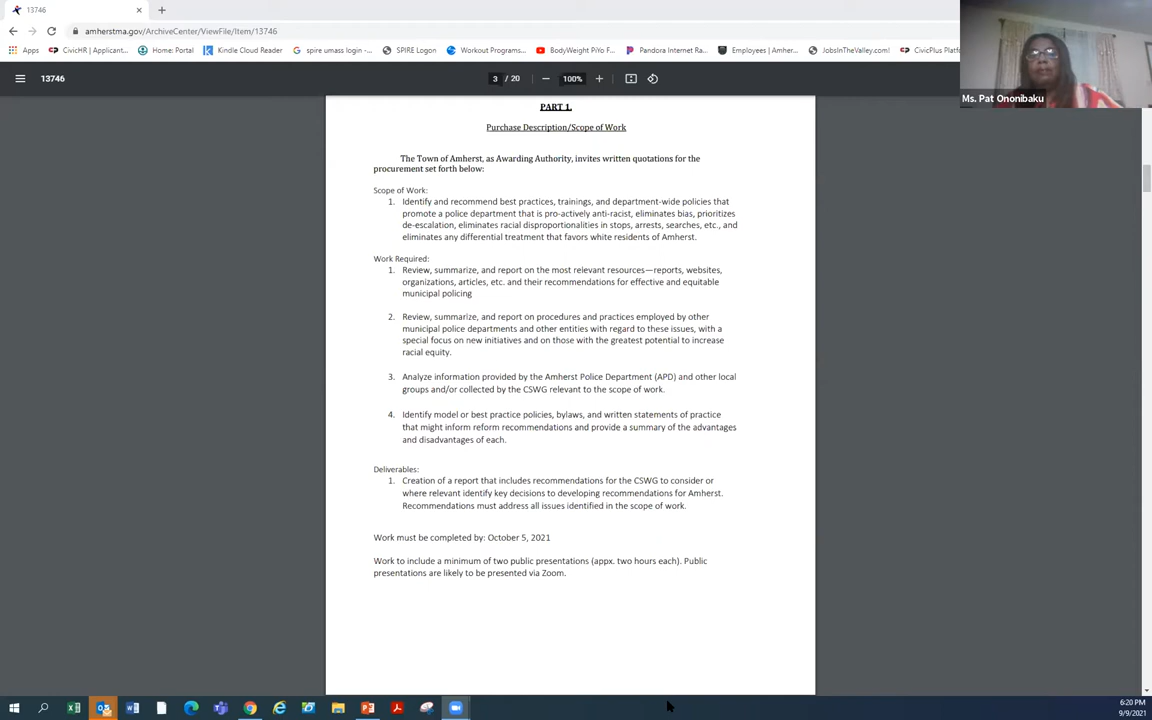 13746
amherstma.gov/ArchiveCenter/ViewFile/Item/13746
Apps CivicHR | Applicant... Home: Portal Kindle Cloud Reader spire umass login -... SPIRE Logon Workout Programs... BodyWeight PiYo F... Pandora Internet Ra... Employees | Amher... JobsInTheValley.com! CivicPlus Platform
13746 3 / 20 100%
Ms. Pat Ononibaku
PART 1.
Purchase Description/Scope of Work
The Town of Amherst, as Awarding Authority, invites written quotations for the
procurement set forth below:
Scope of Work:
1. Identify and recommend best practices, trainings, and department-wide policies that
promote a police department that is pro-actively anti-racist, eliminates bias, prioritizes
de-escalation, eliminates racial disproportionalities in stops, arrests, searches, etc., and
eliminates any differential treatment that favors white residents of Amherst.
Work Required:
1. Review, summarize, and report on the most relevant resources—reports, websites,
organizations, articles, etc. and their recommendations for effective and equitable
municipal policing
2. Review, summarize, and report on procedures and practices employed by other
municipal police departments and other entities with regard to these issues, with a
special focus on new initiatives and on those with the greatest potential to increase
racial equity.
3. Analyze information provided by the Amherst Police Department (APD) and other local
groups and/or collected by the CSWG relevant to the scope of work.
4. Identify model or best practice policies, bylaws, and written statements of practice
that might inform reform recommendations and provide a summary of the advantages
and disadvantages of each.
Deliverables:
1. Creation of a report that includes recommendations for the CSWG to consider or
where relevant identify key decisions to developing recommendations for Amherst.
Recommendations must address all issues identified in the scope of work.
Work must be completed by: October 5, 2021
Work to include a minimum of two public presentations (appx. two hours each). Public
presentations are likely to be presented via Zoom.
6:20 PM
9/9/2021